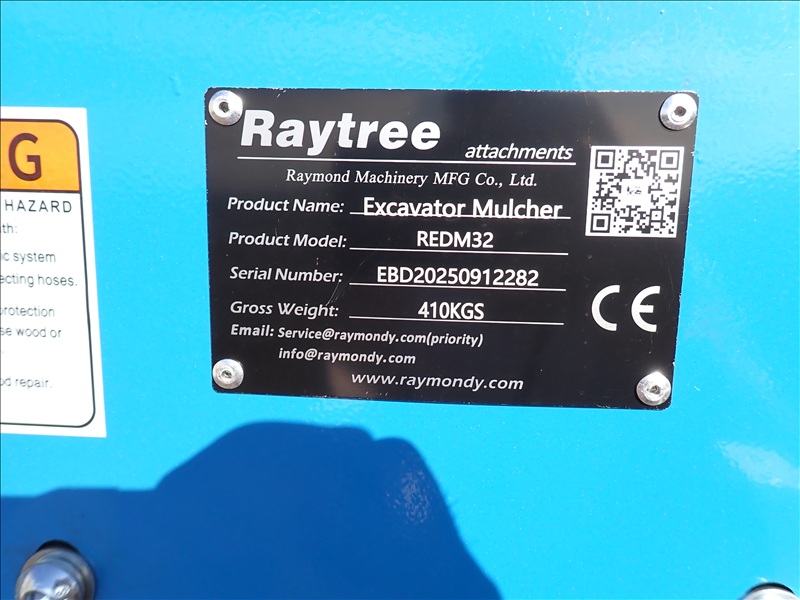 Raytree
attachments
Raymond Machinery MFG Co., Ltd.
Product Name: Excavator Mulcher
Product Model: REDM32
Serial Number: EBD20250912282
Gross Weight: 410KGS
Email: Service@raymondy.com(priority)
info@raymondy.com
www.raymondy.com
CE
G
HAZARD
th:
ic system
ecting hoses.
protection
se wood or
d repair.